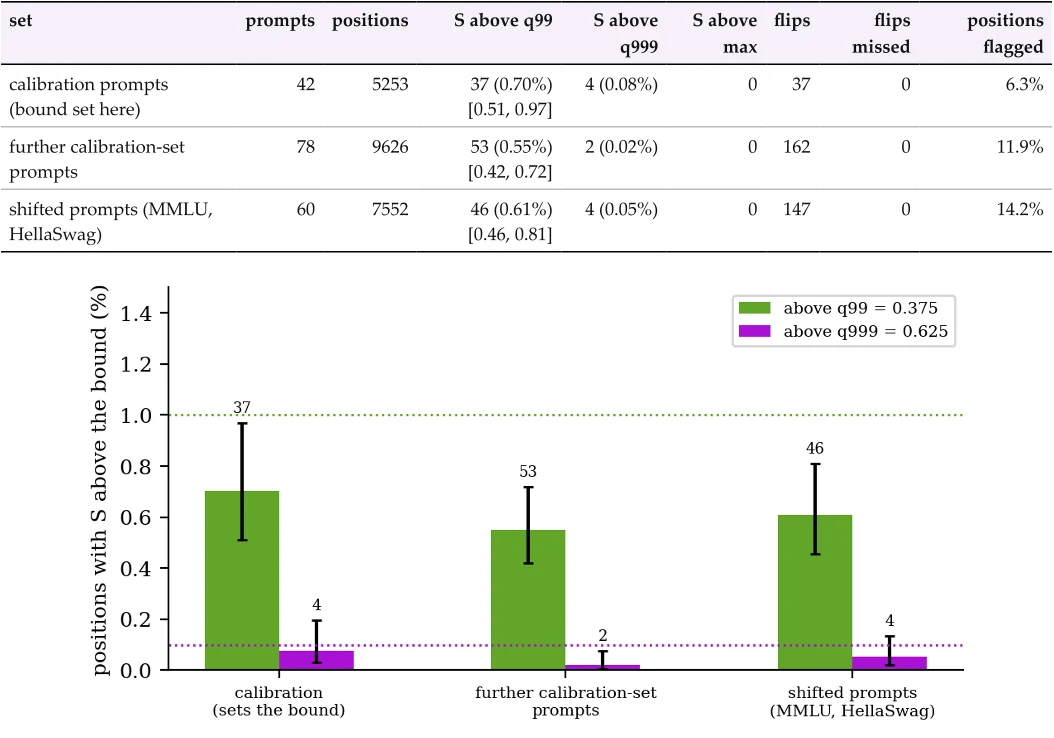 set prompts positions S above q99 S above q999 S above max flips flips missed positions flagged
calibration prompts (bound set here) 42 5253 37 (0.70%) [0.51, 0.97] 4 (0.08%) 0 37 0 6.3%
further calibration-set prompts 78 9626 53 (0.55%) [0.42, 0.72] 2 (0.02%) 0 162 0 11.9%
shifted prompts (MMLU, HellaSwag) 60 7552 46 (0.61%) [0.46, 0.81] 4 (0.05%) 0 147 0 14.2%
positions with S above the bound (%)
1.4
1.2
1.0
0.8
0.6
0.4
0.2
0.0
above q99 = 0.375
above q999 = 0.625
37
4
53
2
46
4
calibration
(sets the bound)
further calibration-set
prompts
shifted prompts
(MMLU, HellaSwag)